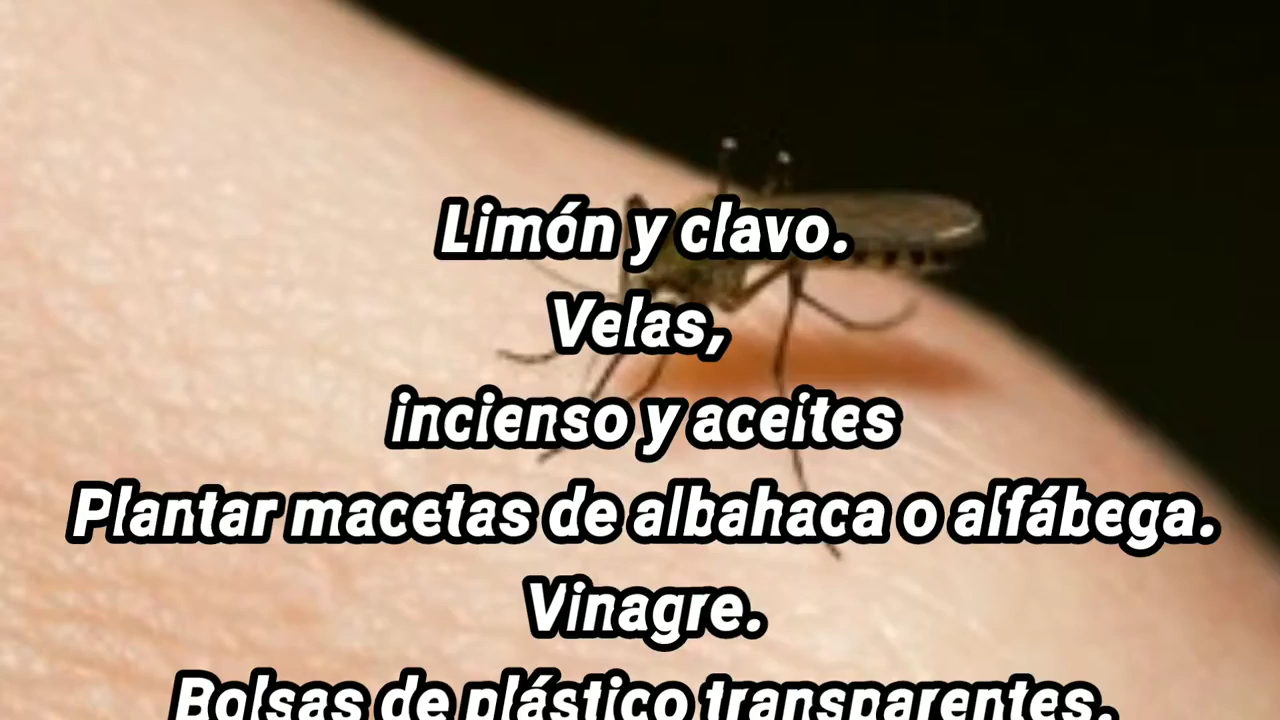 Limón y clavo.
Velas,
incienso y aceites
Plantar macetas de albahaca o alfábega.
Vinagre.
Bolsas de plástico transparentes.